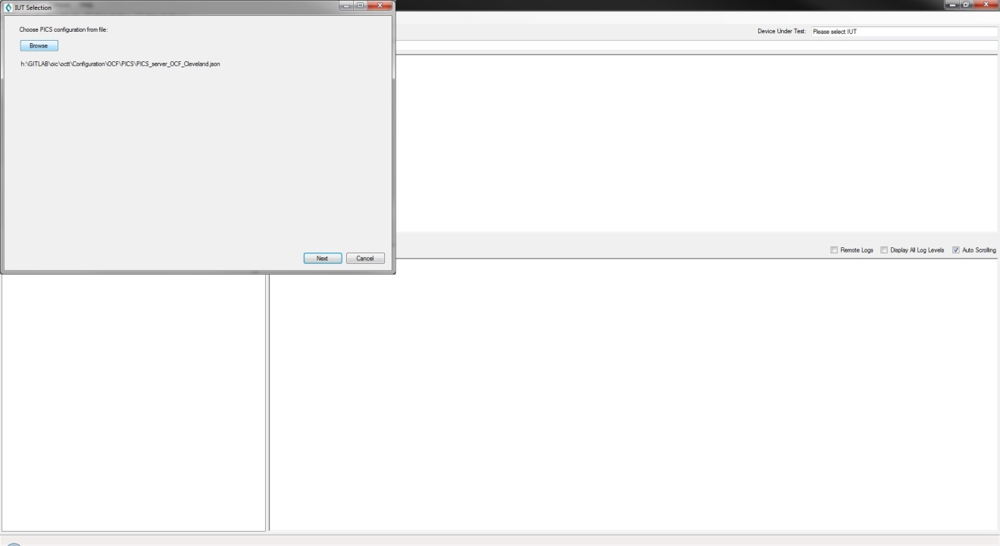 IUT Selection
Choose PICS configuration from file:
Browse
h:\GITLAB\oic\octt\Configuration\OCF\PICS\PICS_server_OCF_Cleveland.json
Next
Cancel
Device Under Test:
Please select IUT
Remote Logs
Display All Log Levels
Auto Scrolling